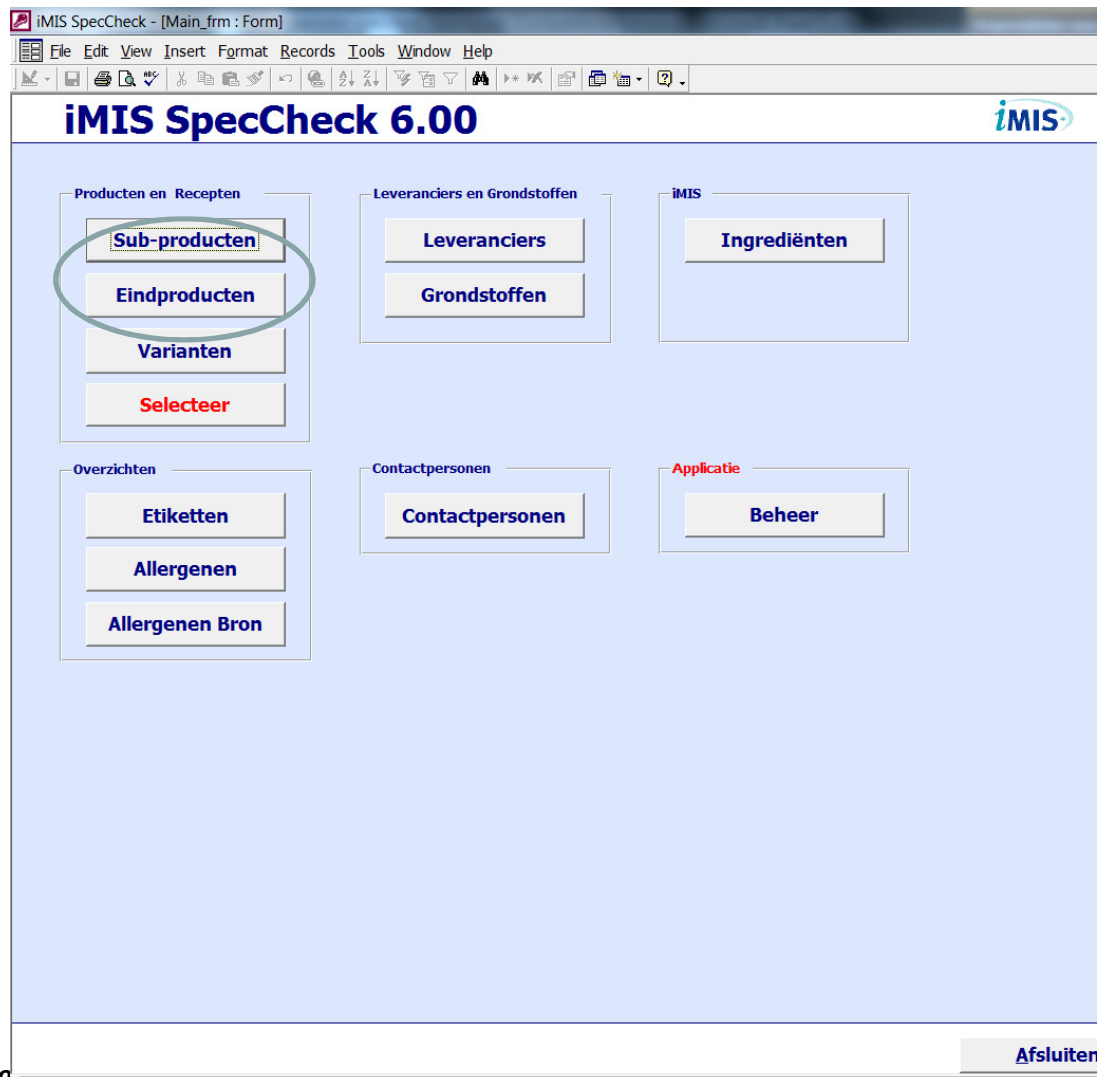 iMIS SpecCheck - [Main_frm : Form]
File Edit View Insert Format Records Tools Window Help
iMIS SpecCheck 6.00
iMIS
Producten en Recepten
Sub-producten
Eindproducten
Varianten
Selecteer
Leveranciers en Grondstoffen
Leveranciers
Grondstoffen
iMIS
Ingrediënten
Overzichten
Etiketten
Allergenen
Allergenen Bron
Contactpersonen
Contactpersonen
Applicatie
Beheer
Afsluiten